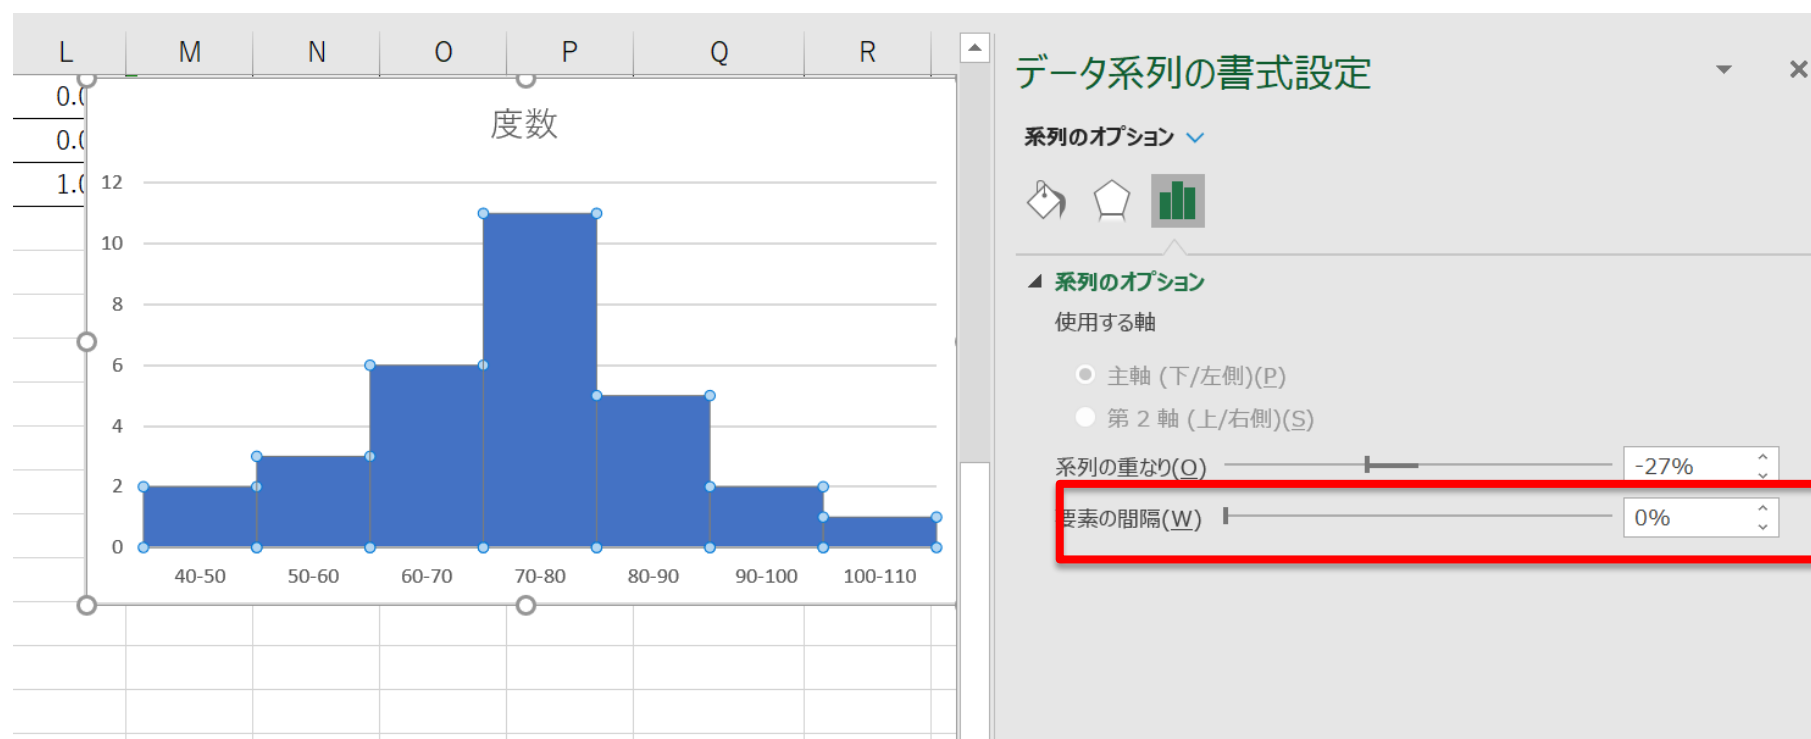 L M N O P Q R
0.0
0.0
1.0
度数
12
10
8
6
4
2
0
40-50 50-60 60-70 70-80 80-90 90-100 100-110
データ系列の書式設定
系列のオプション
系列のオプション
使用する軸
主軸 (下/左側)(P)
第 2 軸 (上/右側)(S)
系列の重なり(O) -27%
要素の間隔(W) 0%